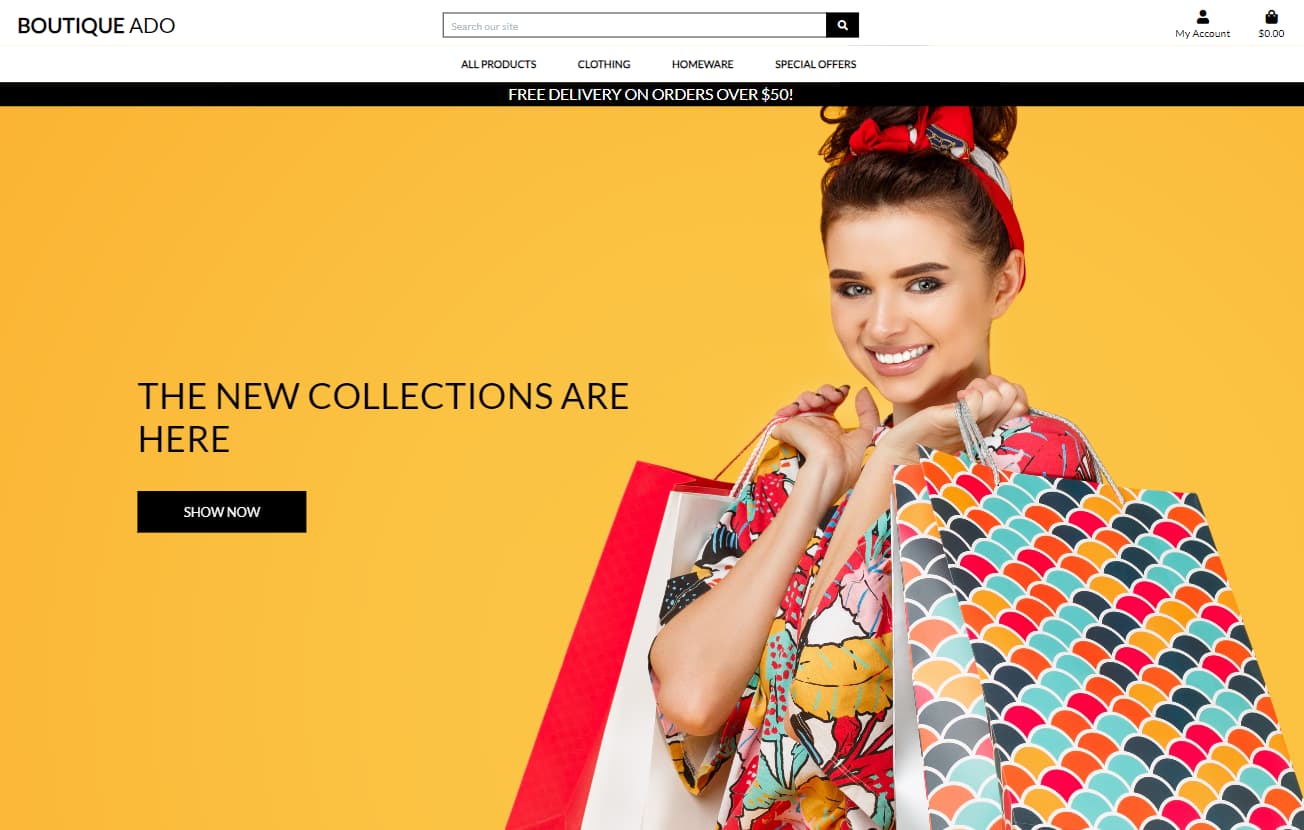 BOUTIQUE ADO
Search our site
My Account
$0.00
ALL PRODUCTS
CLOTHING
HOMEWARE
SPECIAL OFFERS
FREE DELIVERY ON ORDERS OVER $50!
THE NEW COLLECTIONS ARE
HERE
SHOW NOW